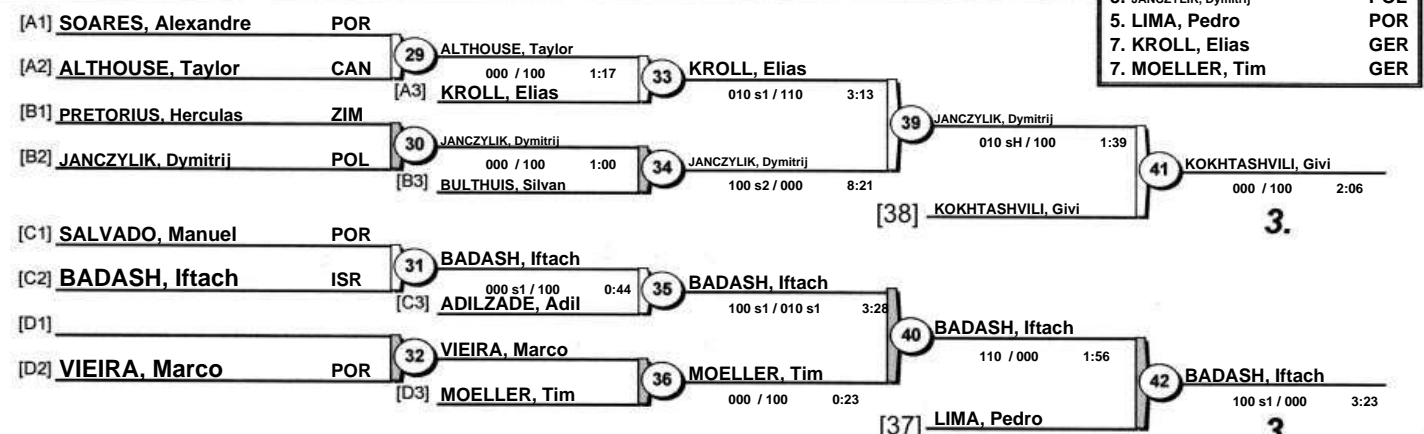 5. LIMA, Pedro POR
7. KROLL, Elias GER
7. MOELLER, Tim GER
[A1] SOARES, Alexandre POR
29 ALTHOUSE, Taylor
[A2] ALTHOUSE, Taylor CAN
000 / 100 1:17
33 KROLL, Elias
[A3] KROLL, Elias
010 s1 / 110 3:13
[B1] PRETORIUS, Herculas ZIM
39 JANCZYLIK, Dymitrij
30 JANCZYLIK, Dymitrij
010 sH / 100 1:39
[B2] JANCZYLIK, Dymitrij POL
000 / 100 1:00
34 JANCZYLIK, Dymitrij
41 KOKHTASHVILI, Givi
[B3] BULTHUIS, Silvan
100 s2 / 000 8:21
000 / 100 2:06
[38] KOKHTASHVILI, Givi
3.
[C1] SALVADO, Manuel POR
31 BADASH, Iftach
[C2] BADASH, Iftach ISR
000 s1 / 100 0:44
35 BADASH, Iftach
[C3] ADILZADE, Adil
100 s1 / 010 s1 3:28
[D1]
40 BADASH, Iftach
32 VIEIRA, Marco
110 / 000 1:56
[D2] VIEIRA, Marco POR
36 MOELLER, Tim
42 BADASH, Iftach
[D3] MOELLER, Tim
000 / 100 0:23
100 s1 / 000 3:23
[37] LIMA, Pedro